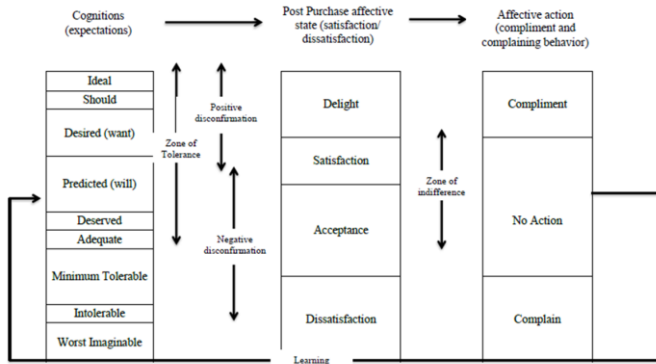 Cognitions
(expectations)
Post Purchase affective
state (satisfaction/
dissatisfaction)
Affective action
(compliment and
complaining behavior)
Ideal
Should
Desired (want)
Predicted (will)
Deserved
Adequate
Minimum Tolerable
Intolerable
Worst Imaginable
Zone of
Tolerance
Positive
disconfirmation
Negative
disconfirmation
Delight
Satisfaction
Acceptance
Dissatisfaction
Zone of
indifference
Compliment
No Action
Complain
Learning